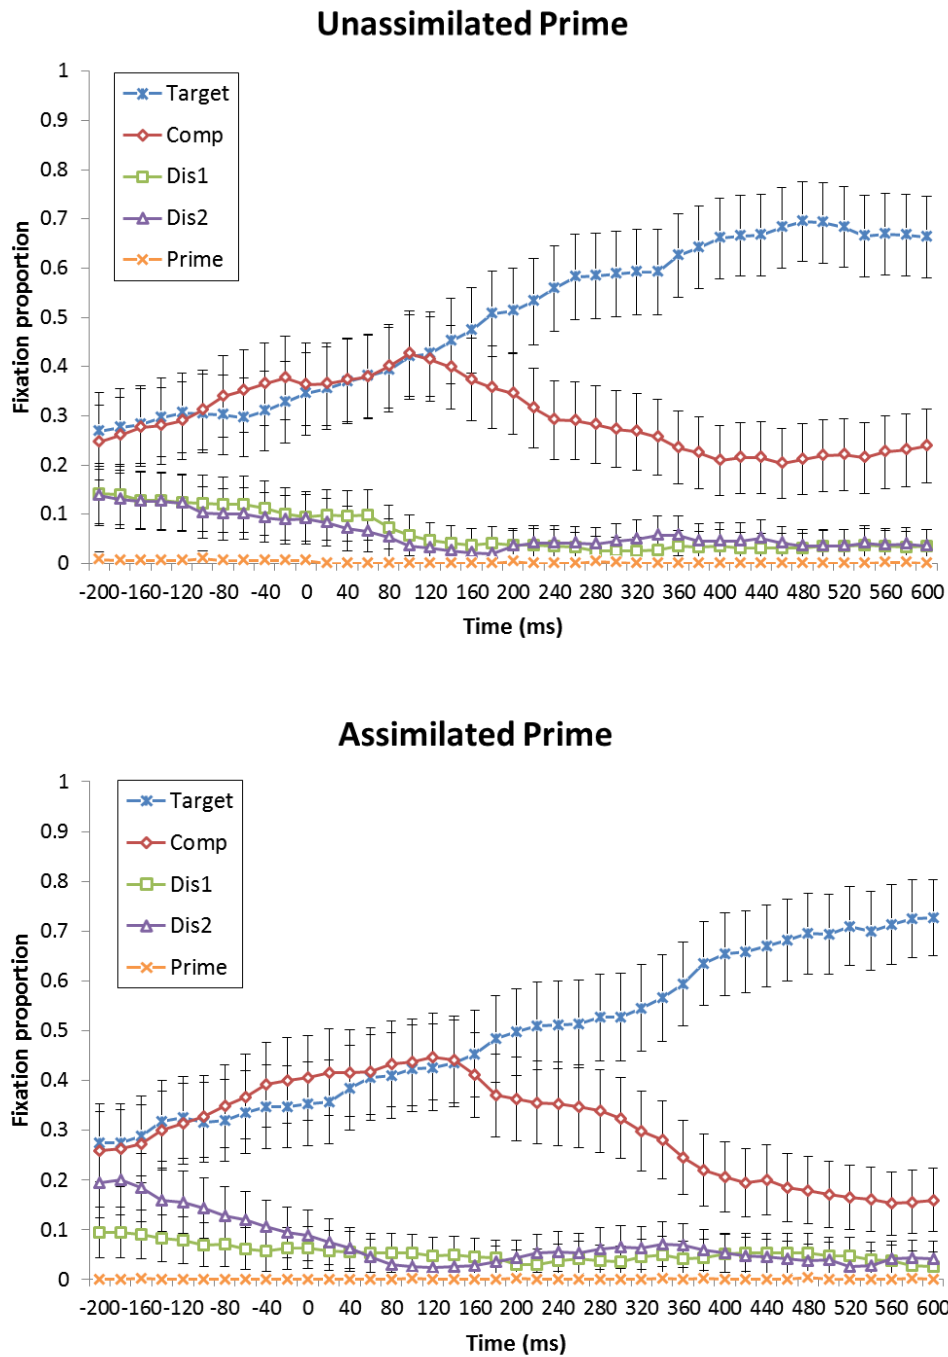 Unassimilated Prime
1
0.9
0.8
0.7
0.6
0.5
0.4
0.3
0.2
0.1
0
Fixation proportion
Target
Comp
Dis1
Dis2
Prime
-200 -160 -120 -80 -40 0 40 80 120 160 200 240 280 320 360 400 440 480 520 560 600
Time (ms)
Assimilated Prime
1
0.9
0.8
0.7
0.6
0.5
0.4
0.3
0.2
0.1
0
Fixation proportion
Target
Comp
Dis1
Dis2
Prime
-200 -160 -120 -80 -40 0 40 80 120 160 200 240 280 320 360 400 440 480 520 560 600
Time (ms)